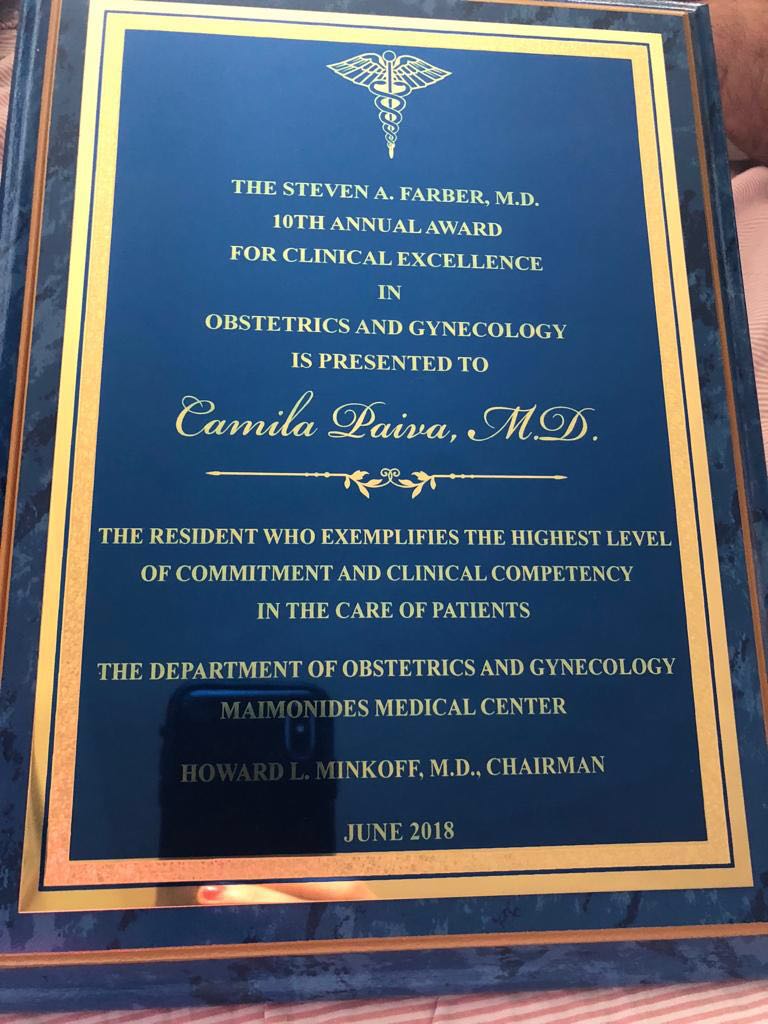 THE STEVEN A. FARBER, M.D.
10TH ANNUAL AWARD
FOR CLINICAL EXCELLENCE
IN
OBSTETRICS AND GYNECOLOGY
IS PRESENTED TO
Camila Paiva, M.D.
THE RESIDENT WHO EXEMPLIFIES THE HIGHEST LEVEL
OF COMMITMENT AND CLINICAL COMPETENCY
IN THE CARE OF PATIENTS
THE DEPARTMENT OF OBSTETRICS AND GYNECOLOGY
MAIMONIDES MEDICAL CENTER
HOWARD L. MINKOFF, M.D., CHAIRMAN
JUNE 2018